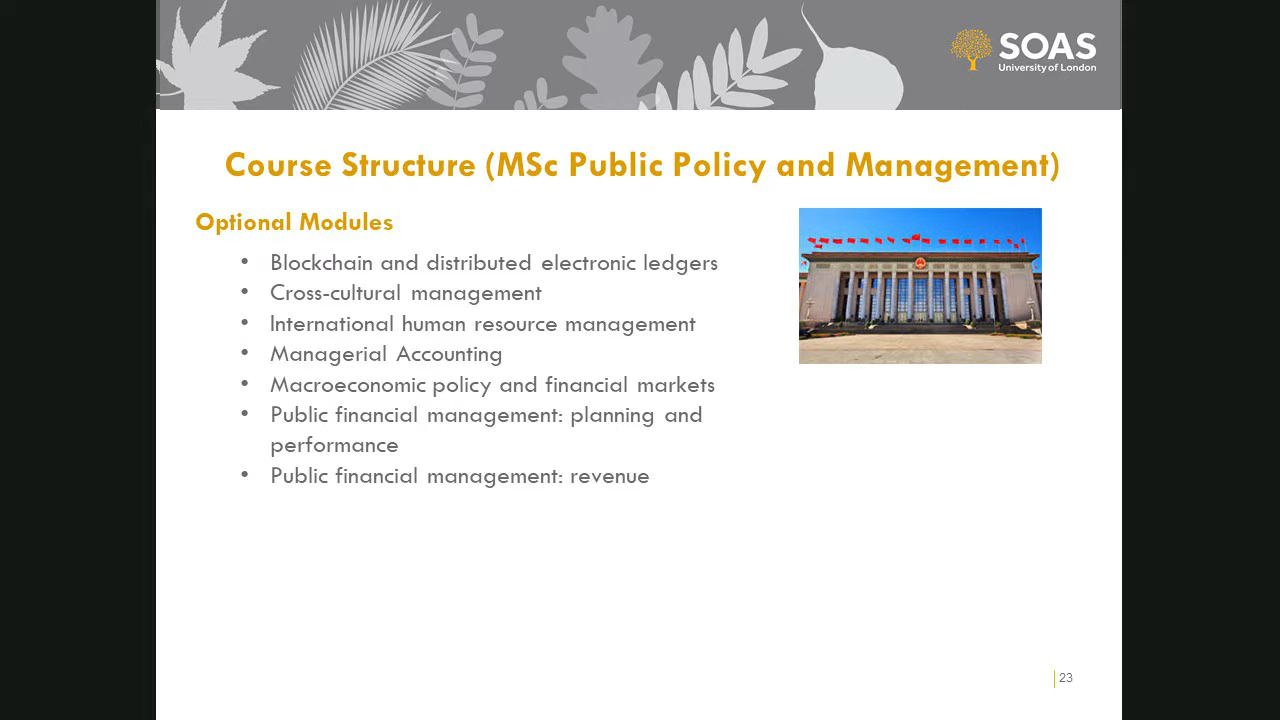 SOAS
University of London
Course Structure (MSc Public Policy and Management)
Optional Modules
• Blockchain and distributed electronic ledgers
• Cross-cultural management
• International human resource management
• Managerial Accounting
• Macroeconomic policy and financial markets
• Public financial management: planning and
performance
• Public financial management: revenue
23